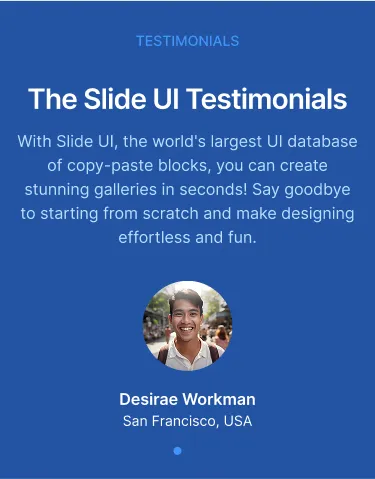 TESTIMONIALS
The Slide UI Testimonials
With Slide UI, the world's largest UI database
of copy-paste blocks, you can create
stunning galleries in seconds! Say goodbye
to starting from scratch and make designing
effortless and fun.
Desirae Workman
San Francisco, USA